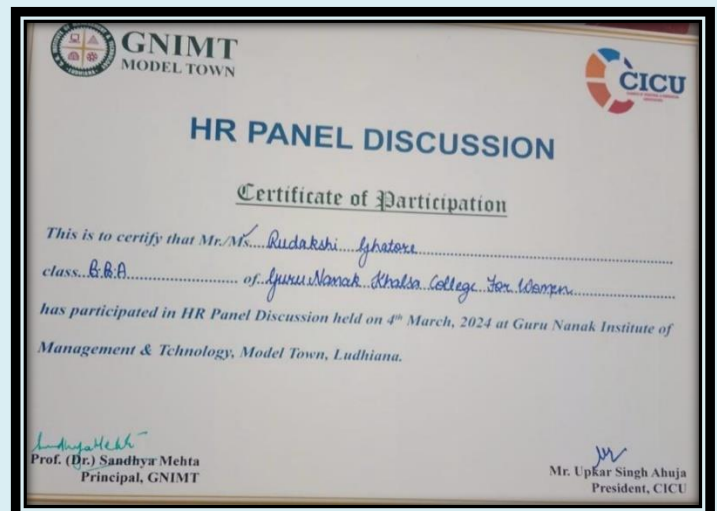 GNIMT
MODEL TOWN
CICU
HR PANEL DISCUSSION
Certificate of Participation
This is to certify that Mr./Ms. Rudakshi Ghatore
class B.B.A of Guru Nanak Khalsa College For Women
has participated in HR Panel Discussion held on 4th March, 2024 at Guru Nanak Institute of
Management & Tchnology, Model Town, Ludhiana.
Prof. (Dr.) Sandhya Mehta
Principal, GNIMT
Mr. Upkar Singh Ahuja
President, CICU